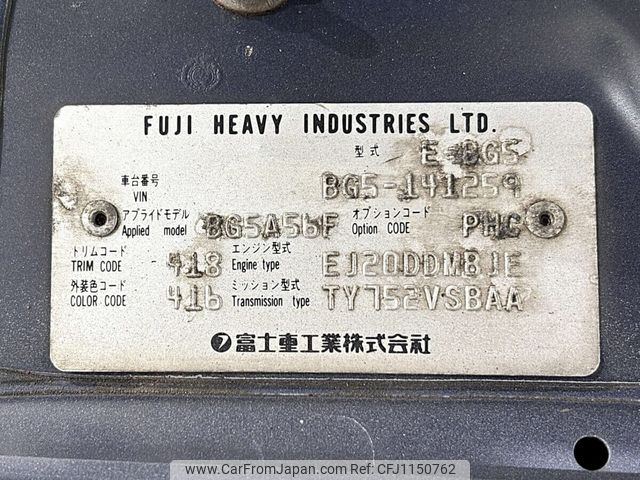 FUJI HEAVY INDUSTRIES LTD.
型式 E-BG5
車台番号 VIN BG5-141259
アプライドモデル Applied model BG5A56F オプションコード Option CODE PHC
トリムコード TRIM CODE 418 エンジン型式 Engine type EJ20DDM8JE
外装色コード COLOR CODE 416 ミッション型式 Transmission type TY752VSBAA
富士重工業株式会社
CAR FROM JAPAN
www.carfromjapan.com - CFJ1150762